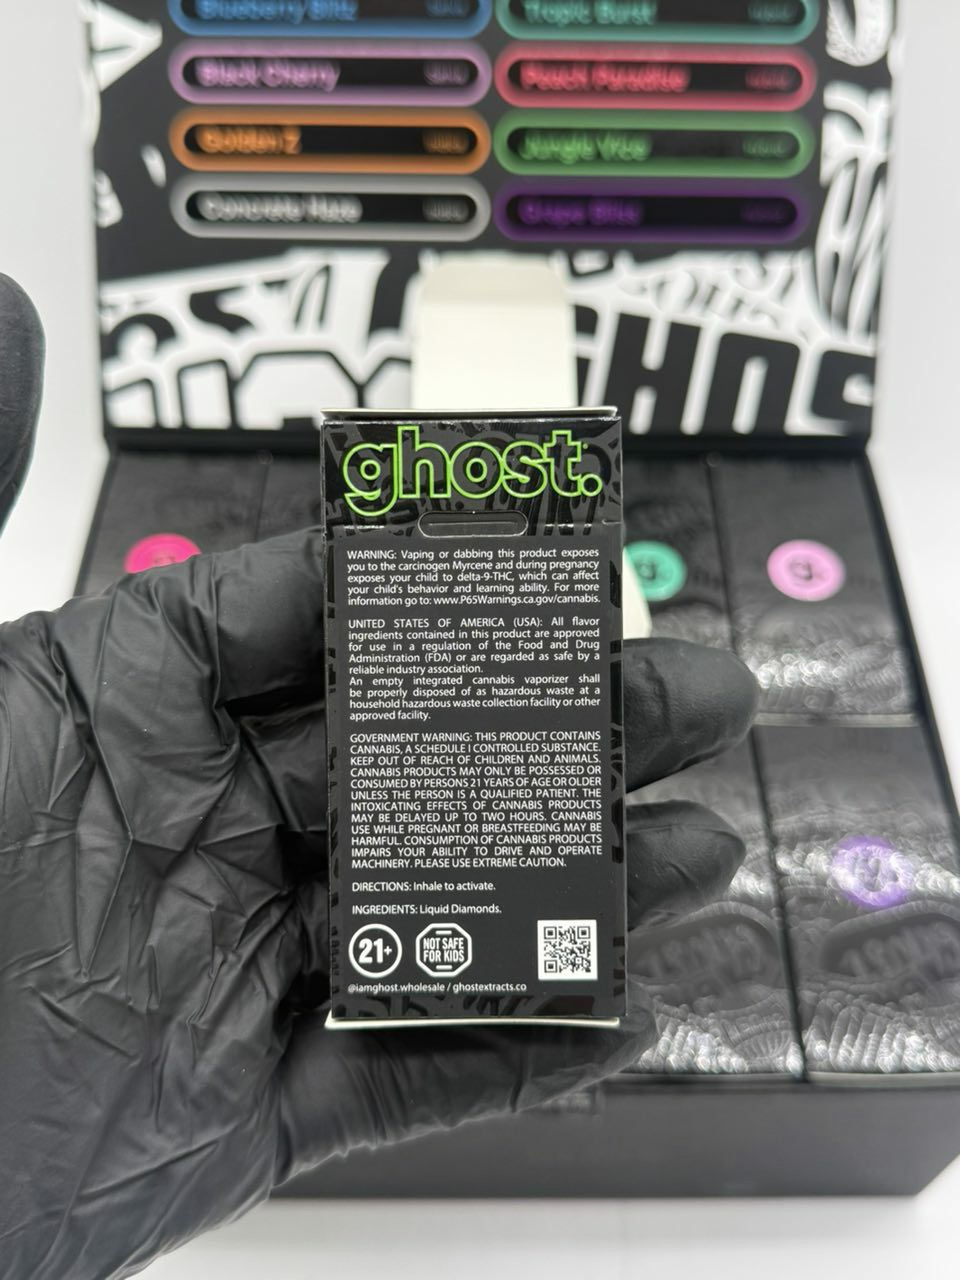 Blueberry Blitz
Tropic Burst
Black Cherry
Peach Paradise
Golden Z
Jungle Vice
Concrete Haze
Grape Bliss
GHOS
ghost.
WARNING: Vaping or dabbing this product exposes
you to the carcinogen Myrcene and during pregnancy
exposes your child to delta-9-THC, which can affect
your child's behavior and learning ability. For more
information go to: www.P65Warnings.ca.gov/cannabis.
UNITED STATES OF AMERICA (USA): All flavor
ingredients contained in this product are approved
for use in a regulation of the Food and Drug
Administration (FDA) or are regarded as safe by a
reliable industry association.
An empty integrated cannabis vaporizer shall
be properly disposed of as hazardous waste at a
household hazardous waste collection facility or other
approved facility.
GOVERNMENT WARNING: THIS PRODUCT CONTAINS
CANNABIS, A SCHEDULE I CONTROLLED SUBSTANCE.
KEEP OUT OF REACH OF CHILDREN AND ANIMALS.
CANNABIS PRODUCTS MAY ONLY BE POSSESSED OR
CONSUMED BY PERSONS 21 YEARS OF AGE OR OLDER
UNLESS THE PERSON IS A QUALIFIED PATIENT. THE
INTOXICATING EFFECTS OF CANNABIS PRODUCTS
MAY BE DELAYED UP TO TWO HOURS. CANNABIS
USE WHILE PREGNANT OR BREASTFEEDING MAY BE
HARMFUL. CONSUMPTION OF CANNABIS PRODUCTS
IMPAIRS YOUR ABILITY TO DRIVE AND OPERATE
MACHINERY. PLEASE USE EXTREME CAUTION.
DIRECTIONS: Inhale to activate.
INGREDIENTS: Liquid Diamonds.
21+
NOT SAFE
FOR KIDS
@iamghost.wholesale / ghostextracts.co
g.
g.